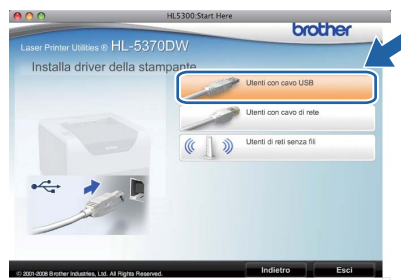 HL5300:Start Here
brother
Laser Printer Utilities ® HL-5370DW
Installa driver della stampante
Utenti con cavo USB
Utenti con cavo di rete
Utenti di reti senza fili
© 2001-2008 Brother Industries, Ltd. All Rights Reserved.
Indietro
Esci